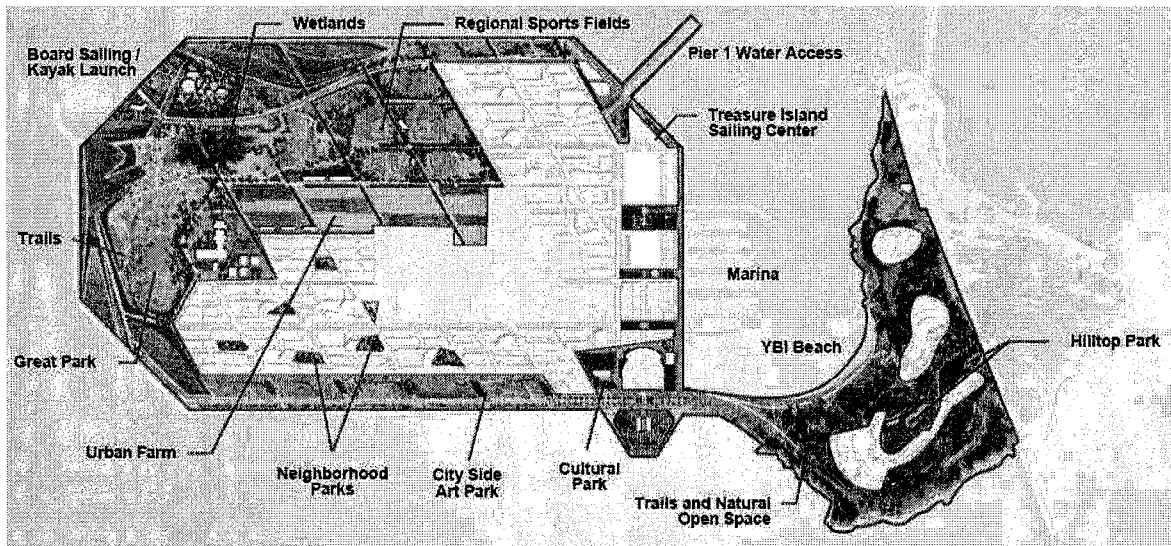 Wetlands
Regional Sports Fields
Board Sailing /
Kayak Launch
Pier 1 Water Access
Treasure Island
Sailing Center
Trails
Marina
Great Park
YBI Beach
Hilltop Park
Urban Farm
Neighborhood
Parks
City Side
Art Park
Cultural
Park
Trails and Natural
Open Space